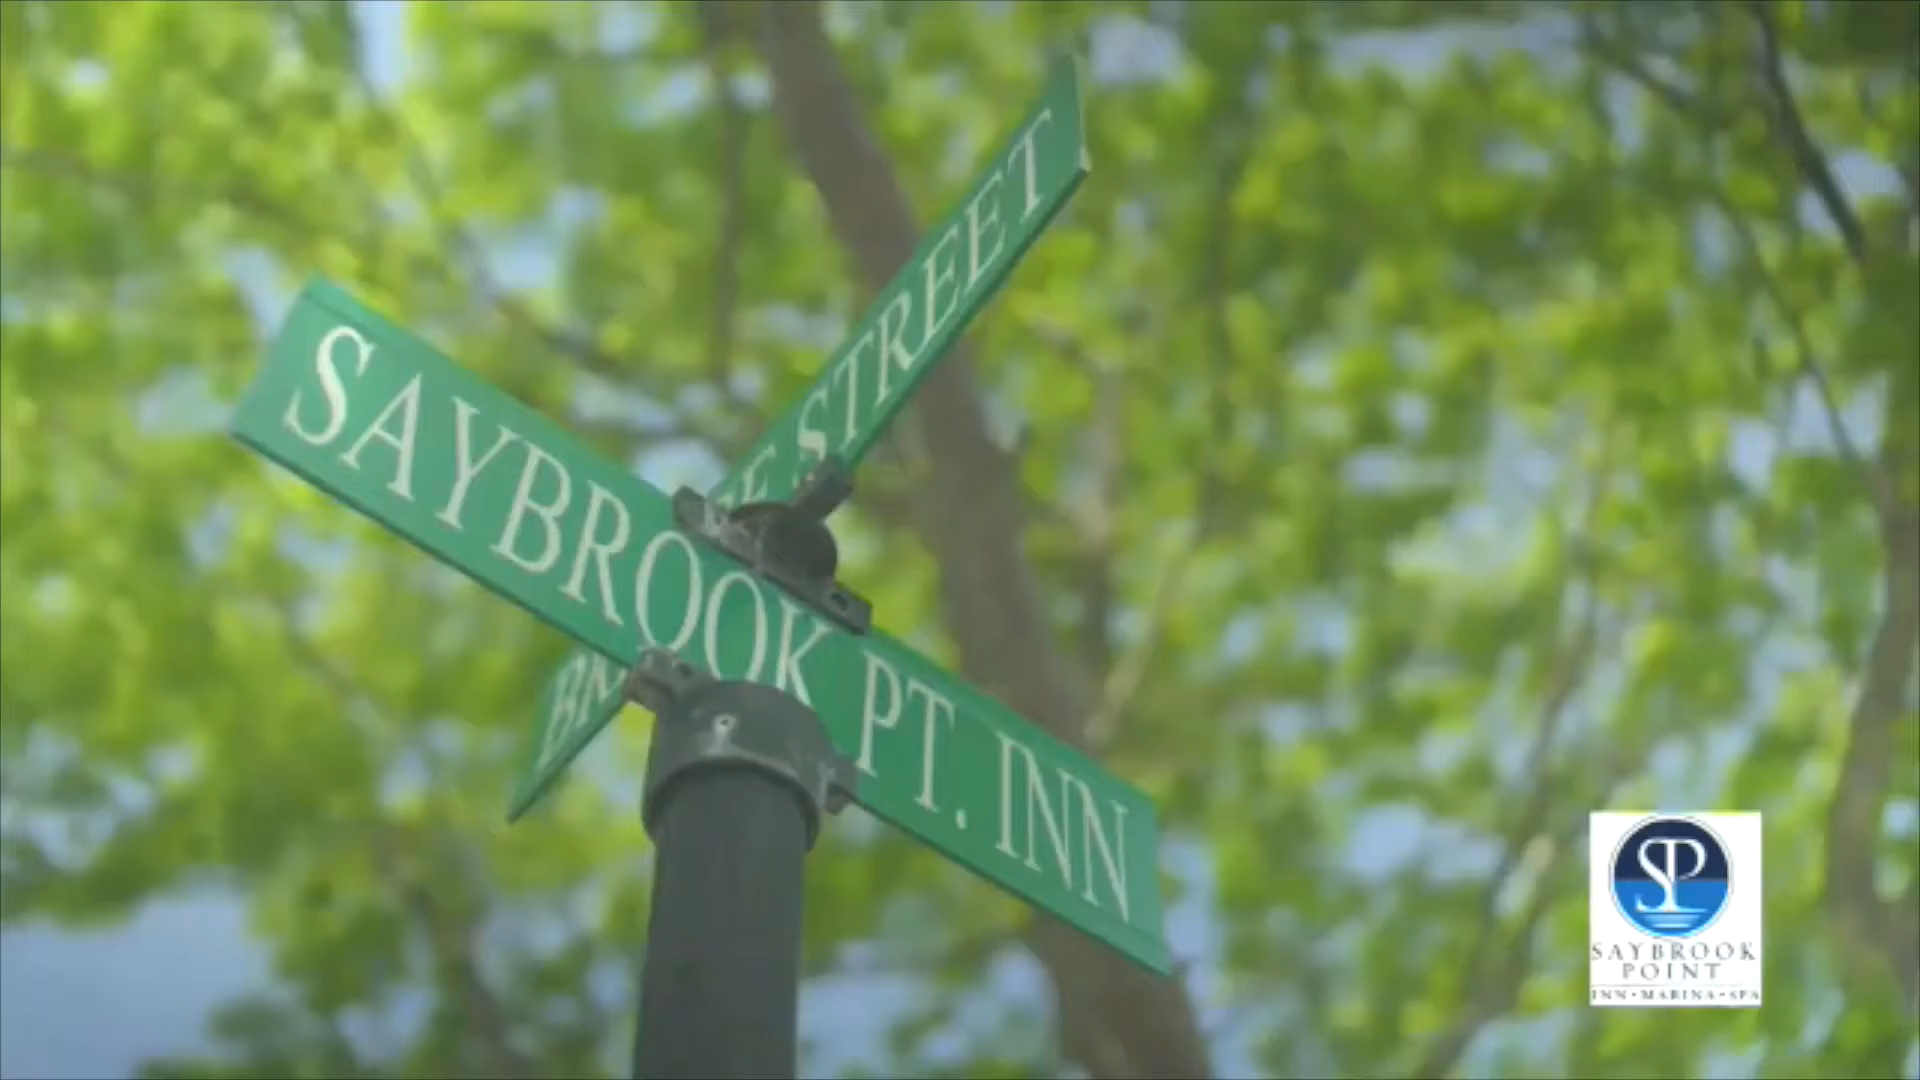 STREET
SAYBROOK PT. INN
SP
SAYBROOK
POINT
INN • MARINA • SPA